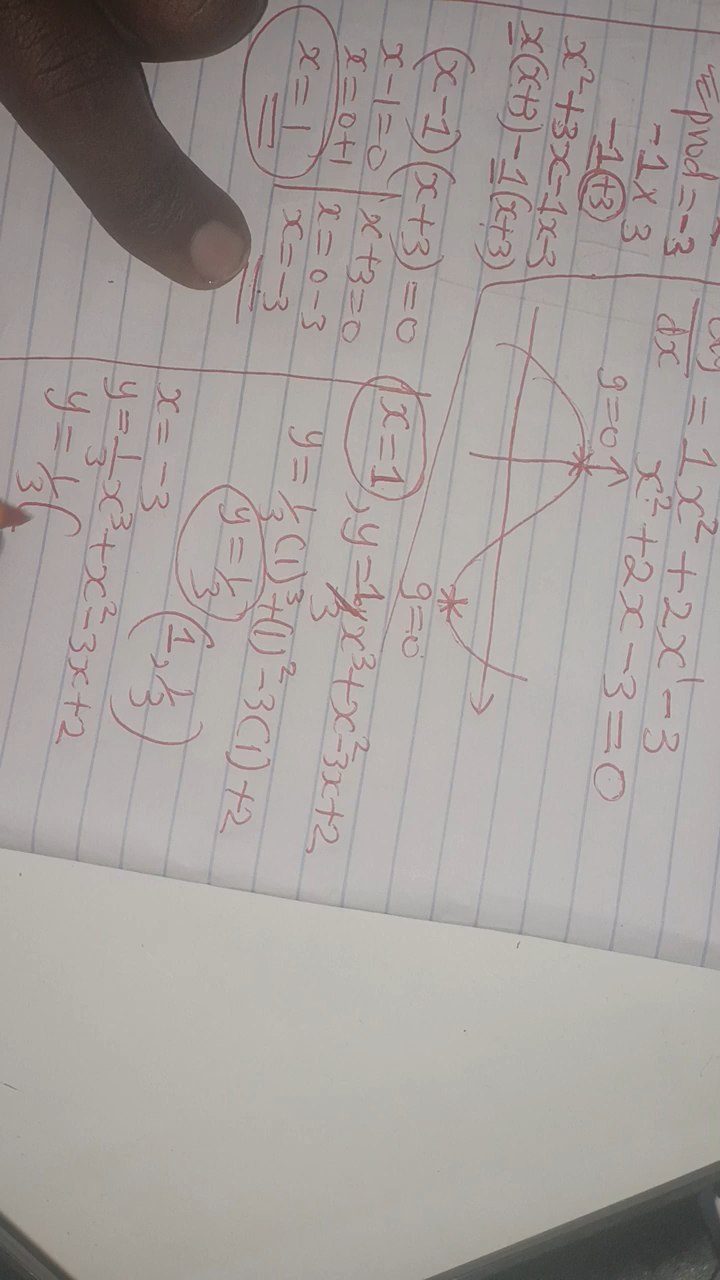 prod = -3
-1 × 3
-1 +3
x² + 3x - 1x - 3
x(x+3) - 1(x+3)
(x-1)(x+3) = 0
x - 1 = 0
x = 0 + 1
x = 1
x + 3 = 0
x = 0 - 3
x = -3
dy/dx = 1x² + 2x¹ - 3
x² + 2x - 3 = 0
g=0
g=0
x = 1, y = 1/3 x³ + x² - 3x + 2
y = 1/3 (1)³ + (1)² - 3(1) + 2
y = 1/3
(1, 1/3)
x = -3
y = 1/3 x³ + x² - 3x + 2
y = 1/3 (